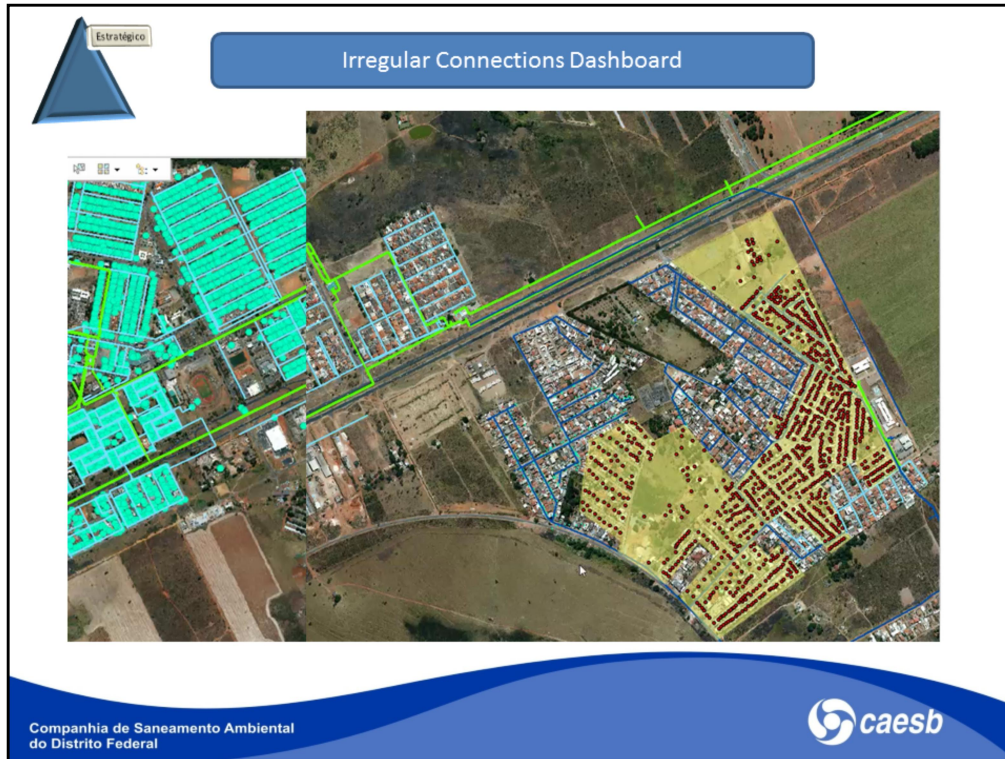 Estratégico
Irregular Connections Dashboard
Companhia de Saneamento Ambiental
do Distrito Federal
caesb